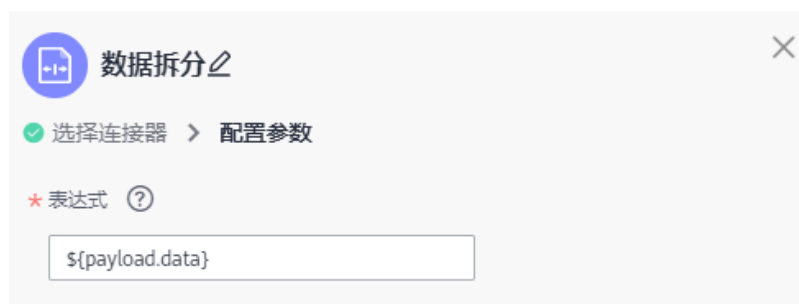 数据拆分
选择连接器 > 配置参数
* 表达式 ?
${payload.data}